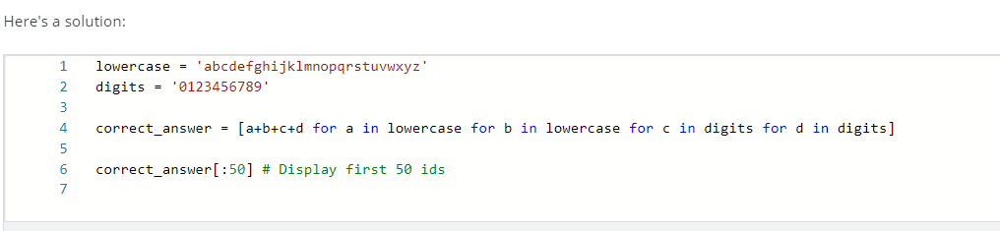 Here's a solution:
1 lowercase = 'abcdefghijklmnopqrstuvwxyz'
2 digits = '0123456789'
3
4 correct_answer = [a+b+c+d for a in lowercase for b in lowercase for c in digits for d in digits]
5
6 correct_answer[:50] # Display first 50 ids
7